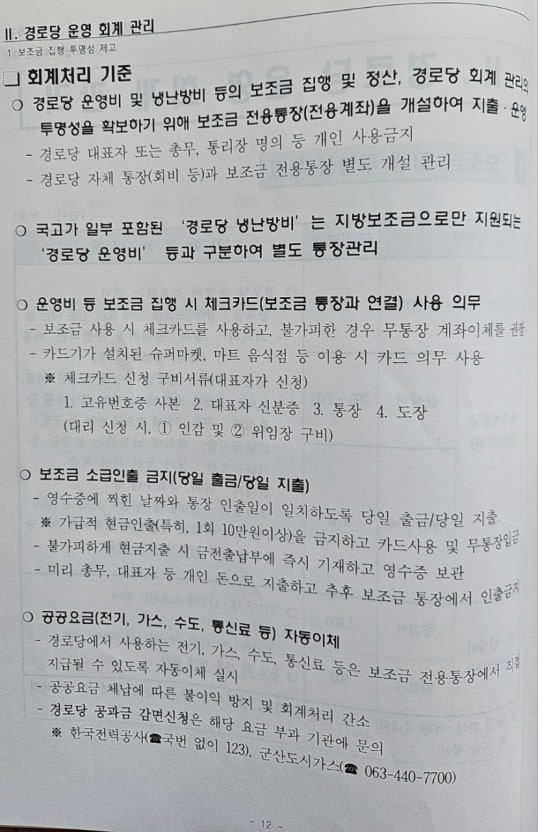 Ⅱ. 경로당 운영 회계 관리
1. 보조금 집행 투명성 제고
❏ 회계처리 기준
○ 경로당 운영비 및 냉난방비 등의 보조금 집행 및 정산, 경로당 회계 관리의
투명성을 확보하기 위해 보조금 전용통장(전용계좌)을 개설하여 지출·운영
- 경로당 대표자 또는 총무, 통리장 명의 등 개인 사용금지
- 경로당 자체 통장(회비 등)과 보조금 전용통장 별도 개설 관리
○ 국고가 일부 포함된 ‘경로당 냉난방비’는 지방보조금으로만 지원되는
‘경로당 운영비’ 등과 구분하여 별도 통장관리
○ 운영비 등 보조금 집행 시 체크카드(보조금 통장과 연결) 사용 의무
- 보조금 사용 시 체크카드를 사용하고, 불가피한 경우 무통장 계좌이체를 권장
- 카드기가 설치된 슈퍼마켓, 마트 음식점 등 이용 시 카드 의무 사용
※ 체크카드 신청 구비서류(대표자가 신청)
1. 고유번호증 사본 2. 대표자 신분증 3. 통장 4. 도장
(대리 신청 시, ① 인감 및 ② 위임장 구비)
○ 보조금 소급인출 금지(당일 출금/당일 지출)
- 영수증에 찍힌 날짜와 통장 인출일이 일치하도록 당일 출금/당일 지출
※ 가급적 현금인출(특히, 1회 10만원이상)을 금지하고 카드사용 및 무통장입금
- 불가피하게 현금지출 시 금전출납부에 즉시 기재하고 영수증 보관
- 미리 총무, 대표자 등 개인 돈으로 지출하고 추후 보조금 통장에서 인출금지
○ 공공요금(전기, 가스, 수도, 통신료 등) 자동이체
- 경로당에서 사용하는 전기, 가스, 수도, 통신료 등은 보조금 전용통장에서 직접
지급될 수 있도록 자동이체 실시
- 공공요금 체납에 따른 불이익 방지 및 회계처리 간소
- 경로당 공과금 감면신청은 해당 요금 부과 기관에 문의
※ 한국전력공사(☎국번 없이 123), 군산도시가스(☎ 063-440-7700)
- 12 -